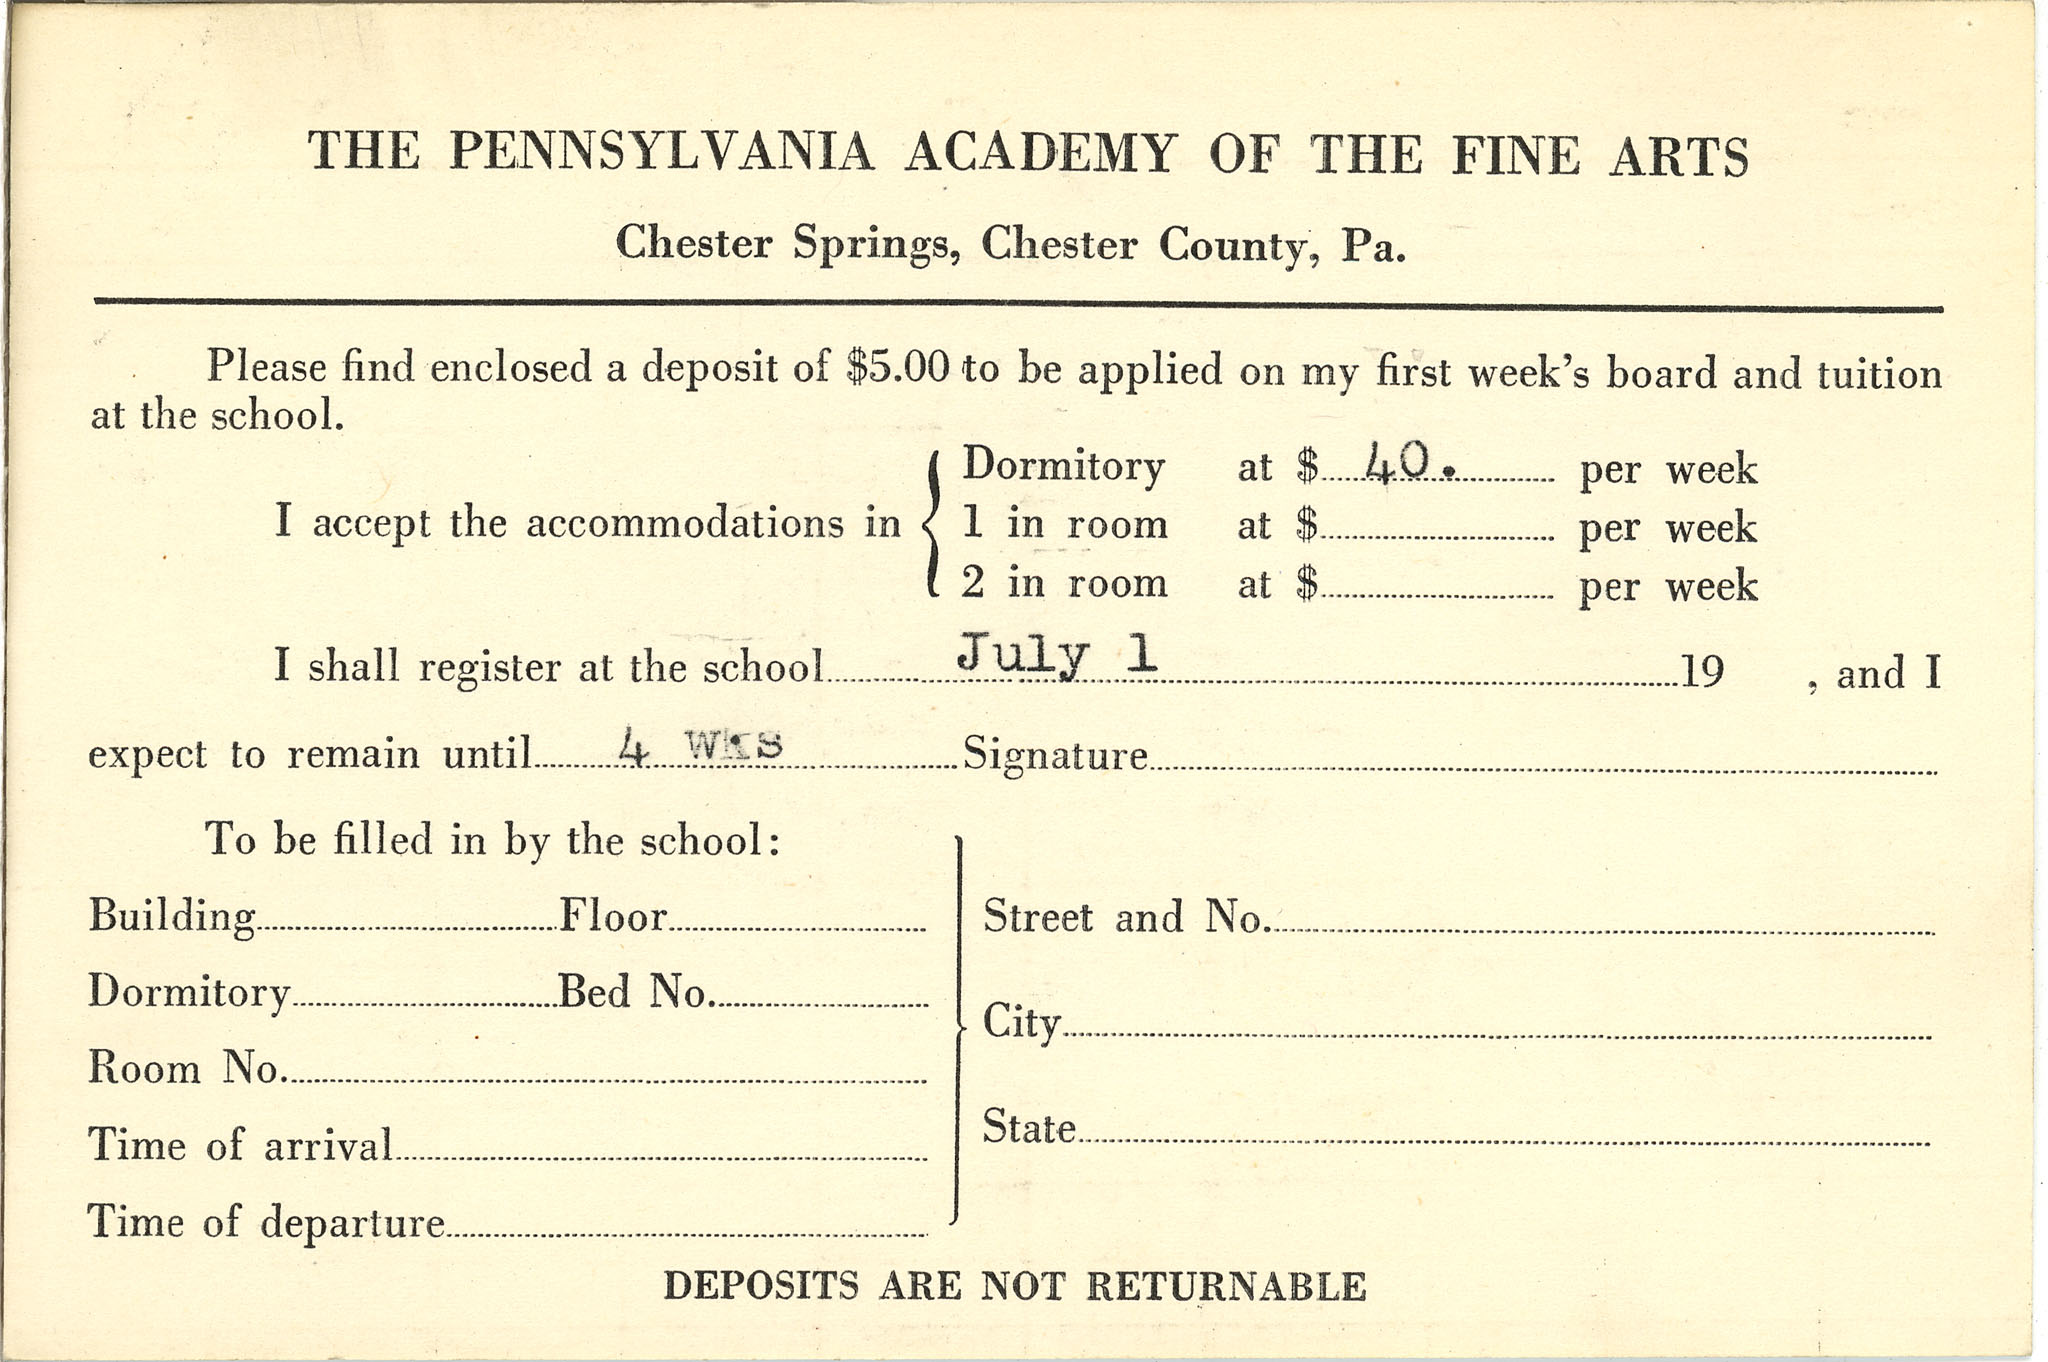 THE PENNSYLVANIA ACADEMY OF THE FINE ARTS
Chester Springs, Chester County, Pa.
Please find enclosed a deposit of $5.00 to be applied on my first week's board and tuition
at the school.
I accept the accommodations in
Dormitory at $ 40. per week
1 in room at $ per week
2 in room at $ per week
I shall register at the school July 1 19 , and I
expect to remain until 4 wks Signature
To be filled in by the school:
Building Floor
Dormitory Bed No.
Room No.
Time of arrival
Time of departure
Street and No.
City
State
DEPOSITS ARE NOT RETURNABLE